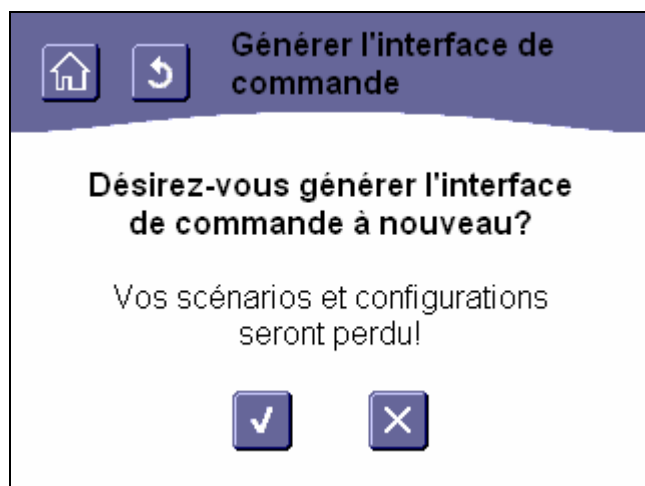 Générer l'interface de
commande
Désirez-vous générer l'interface
de commande à nouveau?
Vos scénarios et configurations
seront perdu!